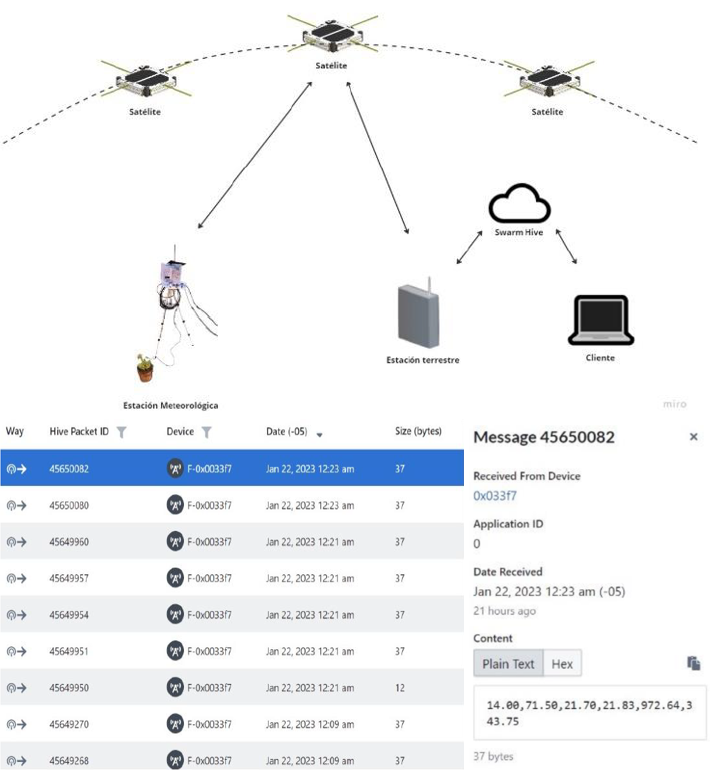 Satélite
Satélite
Satélite
Swarm Hive
Estación terrestre
Cliente
Estación Meteorológica
miro
Way Hive Packet ID Device Date (-05) Size (bytes)
45650082 F-0x0033f7 Jan 22, 2023 12:23 am 37
45650080 F-0x0033f7 Jan 22, 2023 12:23 am 37
45649960 F-0x0033f7 Jan 22, 2023 12:21 am 37
45649957 F-0x0033f7 Jan 22, 2023 12:21 am 37
45649954 F-0x0033f7 Jan 22, 2023 12:21 am 37
45649951 F-0x0033f7 Jan 22, 2023 12:21 am 37
45649950 F-0x0033f7 Jan 22, 2023 12:21 am 12
45649270 F-0x0033f7 Jan 22, 2023 12:09 am 37
45649268 F-0x0033f7 Jan 22, 2023 12:09 am 37
Message 45650082 ×
Received From Device
0x033f7
Application ID
0
Date Received
Jan 22, 2023 12:23 am (-05)
21 hours ago
Content
Plain Text Hex
14.00,71.50,21.70,21.83,972.64,3
43.75
37 bytes